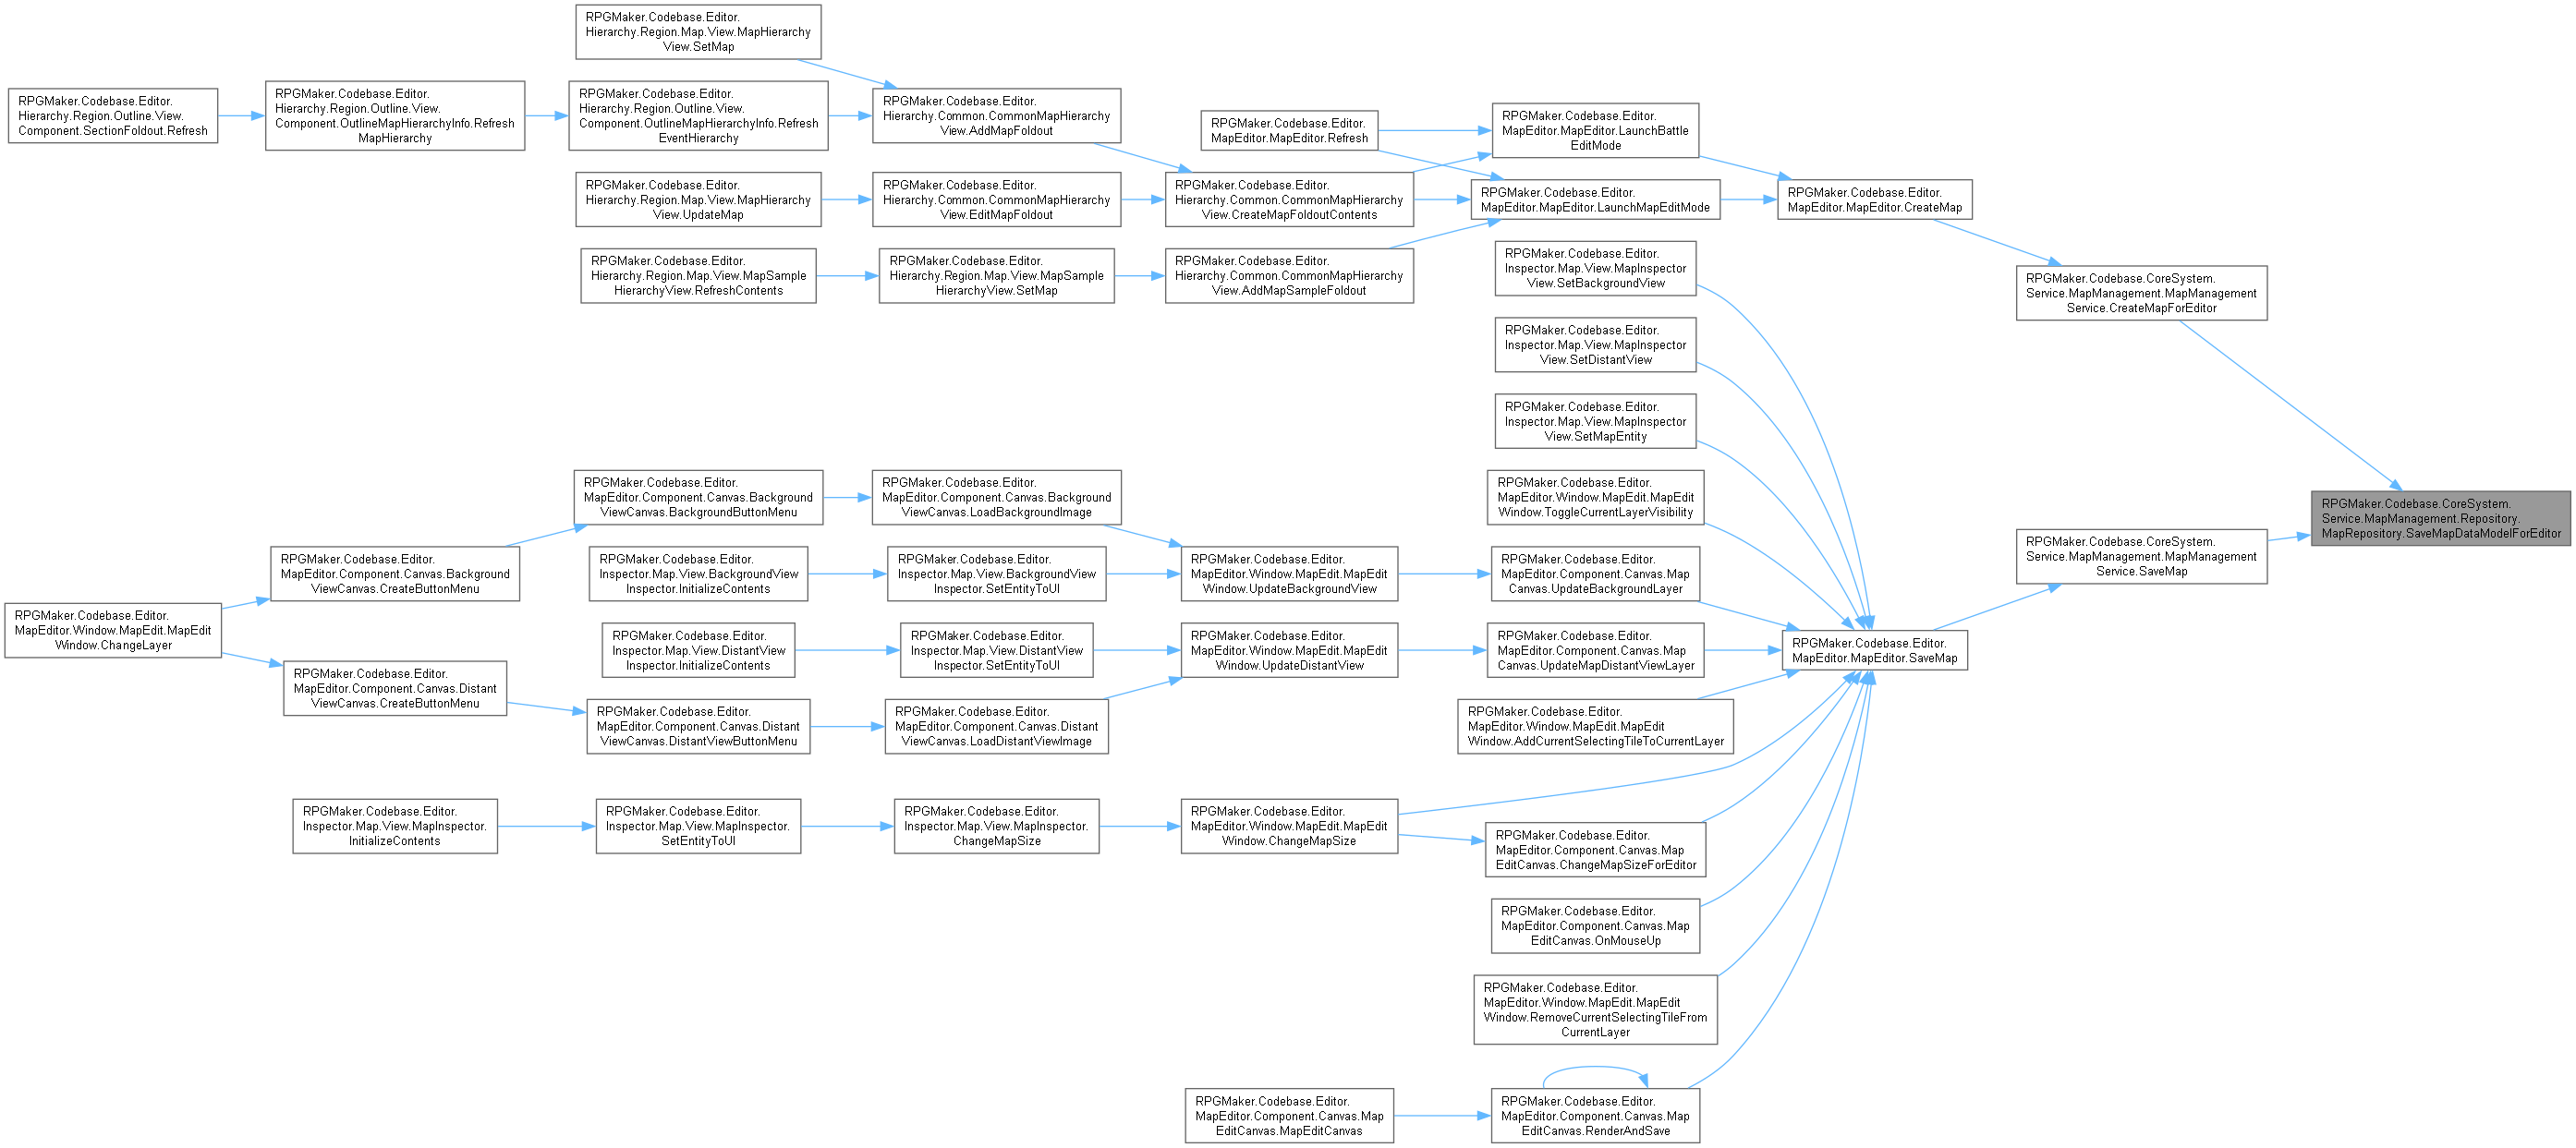 RPGMaker.Codebase.Editor.
Hierarchy.Region.Map.View.MapHierarchy
View.SetMap
RPGMaker.Codebase.Editor.
Hierarchy.Region.Outline.View.
Component.SectionFoldout.Refresh
RPGMaker.Codebase.Editor.
Hierarchy.Region.Outline.View.
Component.OutlineMapHierarchyInfo.Refresh
MapHierarchy
RPGMaker.Codebase.Editor.
Hierarchy.Region.Outline.View.
Component.OutlineMapHierarchyInfo.Refresh
EventHierarchy
RPGMaker.Codebase.Editor.
Hierarchy.Common.CommonMapHierarchy
View.AddMapFoldout
RPGMaker.Codebase.Editor.
MapEditor.MapEditor.Refresh
RPGMaker.Codebase.Editor.
MapEditor.MapEditor.LaunchBattle
EditMode
RPGMaker.Codebase.Editor.
Hierarchy.Region.Map.View.MapHierarchy
View.UpdateMap
RPGMaker.Codebase.Editor.
Hierarchy.Common.CommonMapHierarchy
View.EditMapFoldout
RPGMaker.Codebase.Editor.
Hierarchy.Common.CommonMapHierarchy
View.CreateMapFoldoutContents
RPGMaker.Codebase.Editor.
MapEditor.MapEditor.LaunchMapEditMode
RPGMaker.Codebase.Editor.
MapEditor.MapEditor.CreateMap
RPGMaker.Codebase.Editor.
Hierarchy.Region.Map.View.MapSample
HierarchyView.RefreshContents
RPGMaker.Codebase.Editor.
Hierarchy.Region.Map.View.MapSample
HierarchyView.SetMap
RPGMaker.Codebase.Editor.
Hierarchy.Common.CommonMapHierarchy
View.AddMapSampleFoldout
RPGMaker.Codebase.Editor.
Inspector.Map.View.MapInspector
View.SetBackgroundView
RPGMaker.Codebase.CoreSystem.
Service.MapManagement.MapManagement
Service.CreateMapForEditor
RPGMaker.Codebase.Editor.
Inspector.Map.View.MapInspector
View.SetDistantView
RPGMaker.Codebase.Editor.
Inspector.Map.View.MapInspector
View.SetMapEntity
RPGMaker.Codebase.Editor.
MapEditor.Component.Canvas.Background
ViewCanvas.BackgroundButtonMenu
RPGMaker.Codebase.Editor.
MapEditor.Component.Canvas.Background
ViewCanvas.LoadBackgroundImage
RPGMaker.Codebase.Editor.
MapEditor.Window.MapEdit.MapEdit
Window.ToggleCurrentLayerVisibility
RPGMaker.Codebase.CoreSystem.
Service.MapManagement.Repository.
MapRepository.SaveMapDataModelForEditor
RPGMaker.Codebase.CoreSystem.
Service.MapManagement.MapManagement
Service.SaveMap
RPGMaker.Codebase.Editor.
MapEditor.Component.Canvas.Background
ViewCanvas.CreateButtonMenu
RPGMaker.Codebase.Editor.
Inspector.Map.View.BackgroundView
Inspector.InitializeContents
RPGMaker.Codebase.Editor.
Inspector.Map.View.BackgroundView
Inspector.SetEntityToUI
RPGMaker.Codebase.Editor.
MapEditor.Window.MapEdit.MapEdit
Window.UpdateBackgroundView
RPGMaker.Codebase.Editor.
MapEditor.Component.Canvas.Map
Canvas.UpdateBackgroundLayer
RPGMaker.Codebase.Editor.
MapEditor.Window.MapEdit.MapEdit
Window.ChangeLayer
RPGMaker.Codebase.Editor.
Inspector.Map.View.DistantView
Inspector.InitializeContents
RPGMaker.Codebase.Editor.
Inspector.Map.View.DistantView
Inspector.SetEntityToUI
RPGMaker.Codebase.Editor.
MapEditor.Window.MapEdit.MapEdit
Window.UpdateDistantView
RPGMaker.Codebase.Editor.
MapEditor.Component.Canvas.Map
Canvas.UpdateMapDistantViewLayer
RPGMaker.Codebase.Editor.
MapEditor.MapEditor.SaveMap
RPGMaker.Codebase.Editor.
MapEditor.Component.Canvas.Distant
ViewCanvas.CreateButtonMenu
RPGMaker.Codebase.Editor.
MapEditor.Component.Canvas.Distant
ViewCanvas.DistantViewButtonMenu
RPGMaker.Codebase.Editor.
MapEditor.Component.Canvas.Distant
ViewCanvas.LoadDistantViewImage
RPGMaker.Codebase.Editor.
MapEditor.Window.MapEdit.MapEdit
Window.AddCurrentSelectingTileToCurrentLayer
RPGMaker.Codebase.Editor.
Inspector.Map.View.MapInspector.
InitializeContents
RPGMaker.Codebase.Editor.
Inspector.Map.View.MapInspector.
SetEntityToUI
RPGMaker.Codebase.Editor.
Inspector.Map.View.MapInspector.
ChangeMapSize
RPGMaker.Codebase.Editor.
MapEditor.Window.MapEdit.MapEdit
Window.ChangeMapSize
RPGMaker.Codebase.Editor.
MapEditor.Component.Canvas.Map
EditCanvas.ChangeMapSizeForEditor
RPGMaker.Codebase.Editor.
MapEditor.Component.Canvas.Map
EditCanvas.OnMouseUp
RPGMaker.Codebase.Editor.
MapEditor.Window.MapEdit.MapEdit
Window.RemoveCurrentSelectingTileFrom
CurrentLayer
RPGMaker.Codebase.Editor.
MapEditor.Component.Canvas.Map
EditCanvas.MapEditCanvas
RPGMaker.Codebase.Editor.
MapEditor.Component.Canvas.Map
EditCanvas.RenderAndSave